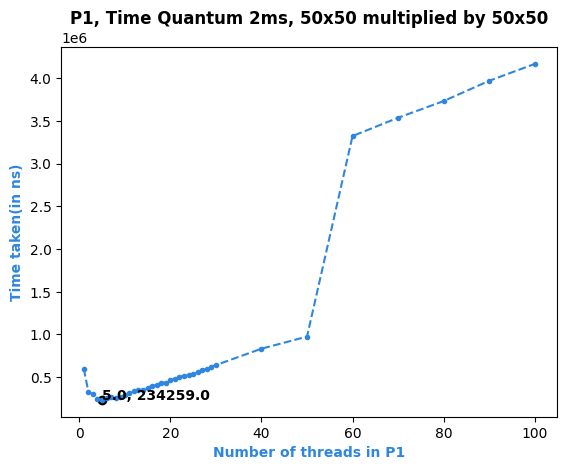 P1, Time Quantum 2ms, 50x50 multiplied by 50x50
1e6
4.0
3.5
3.0
2.5
2.0
1.5
1.0
0.5
Time taken(in ns)
5.0, 234259.0
0 20 40 60 80 100
Number of threads in P1